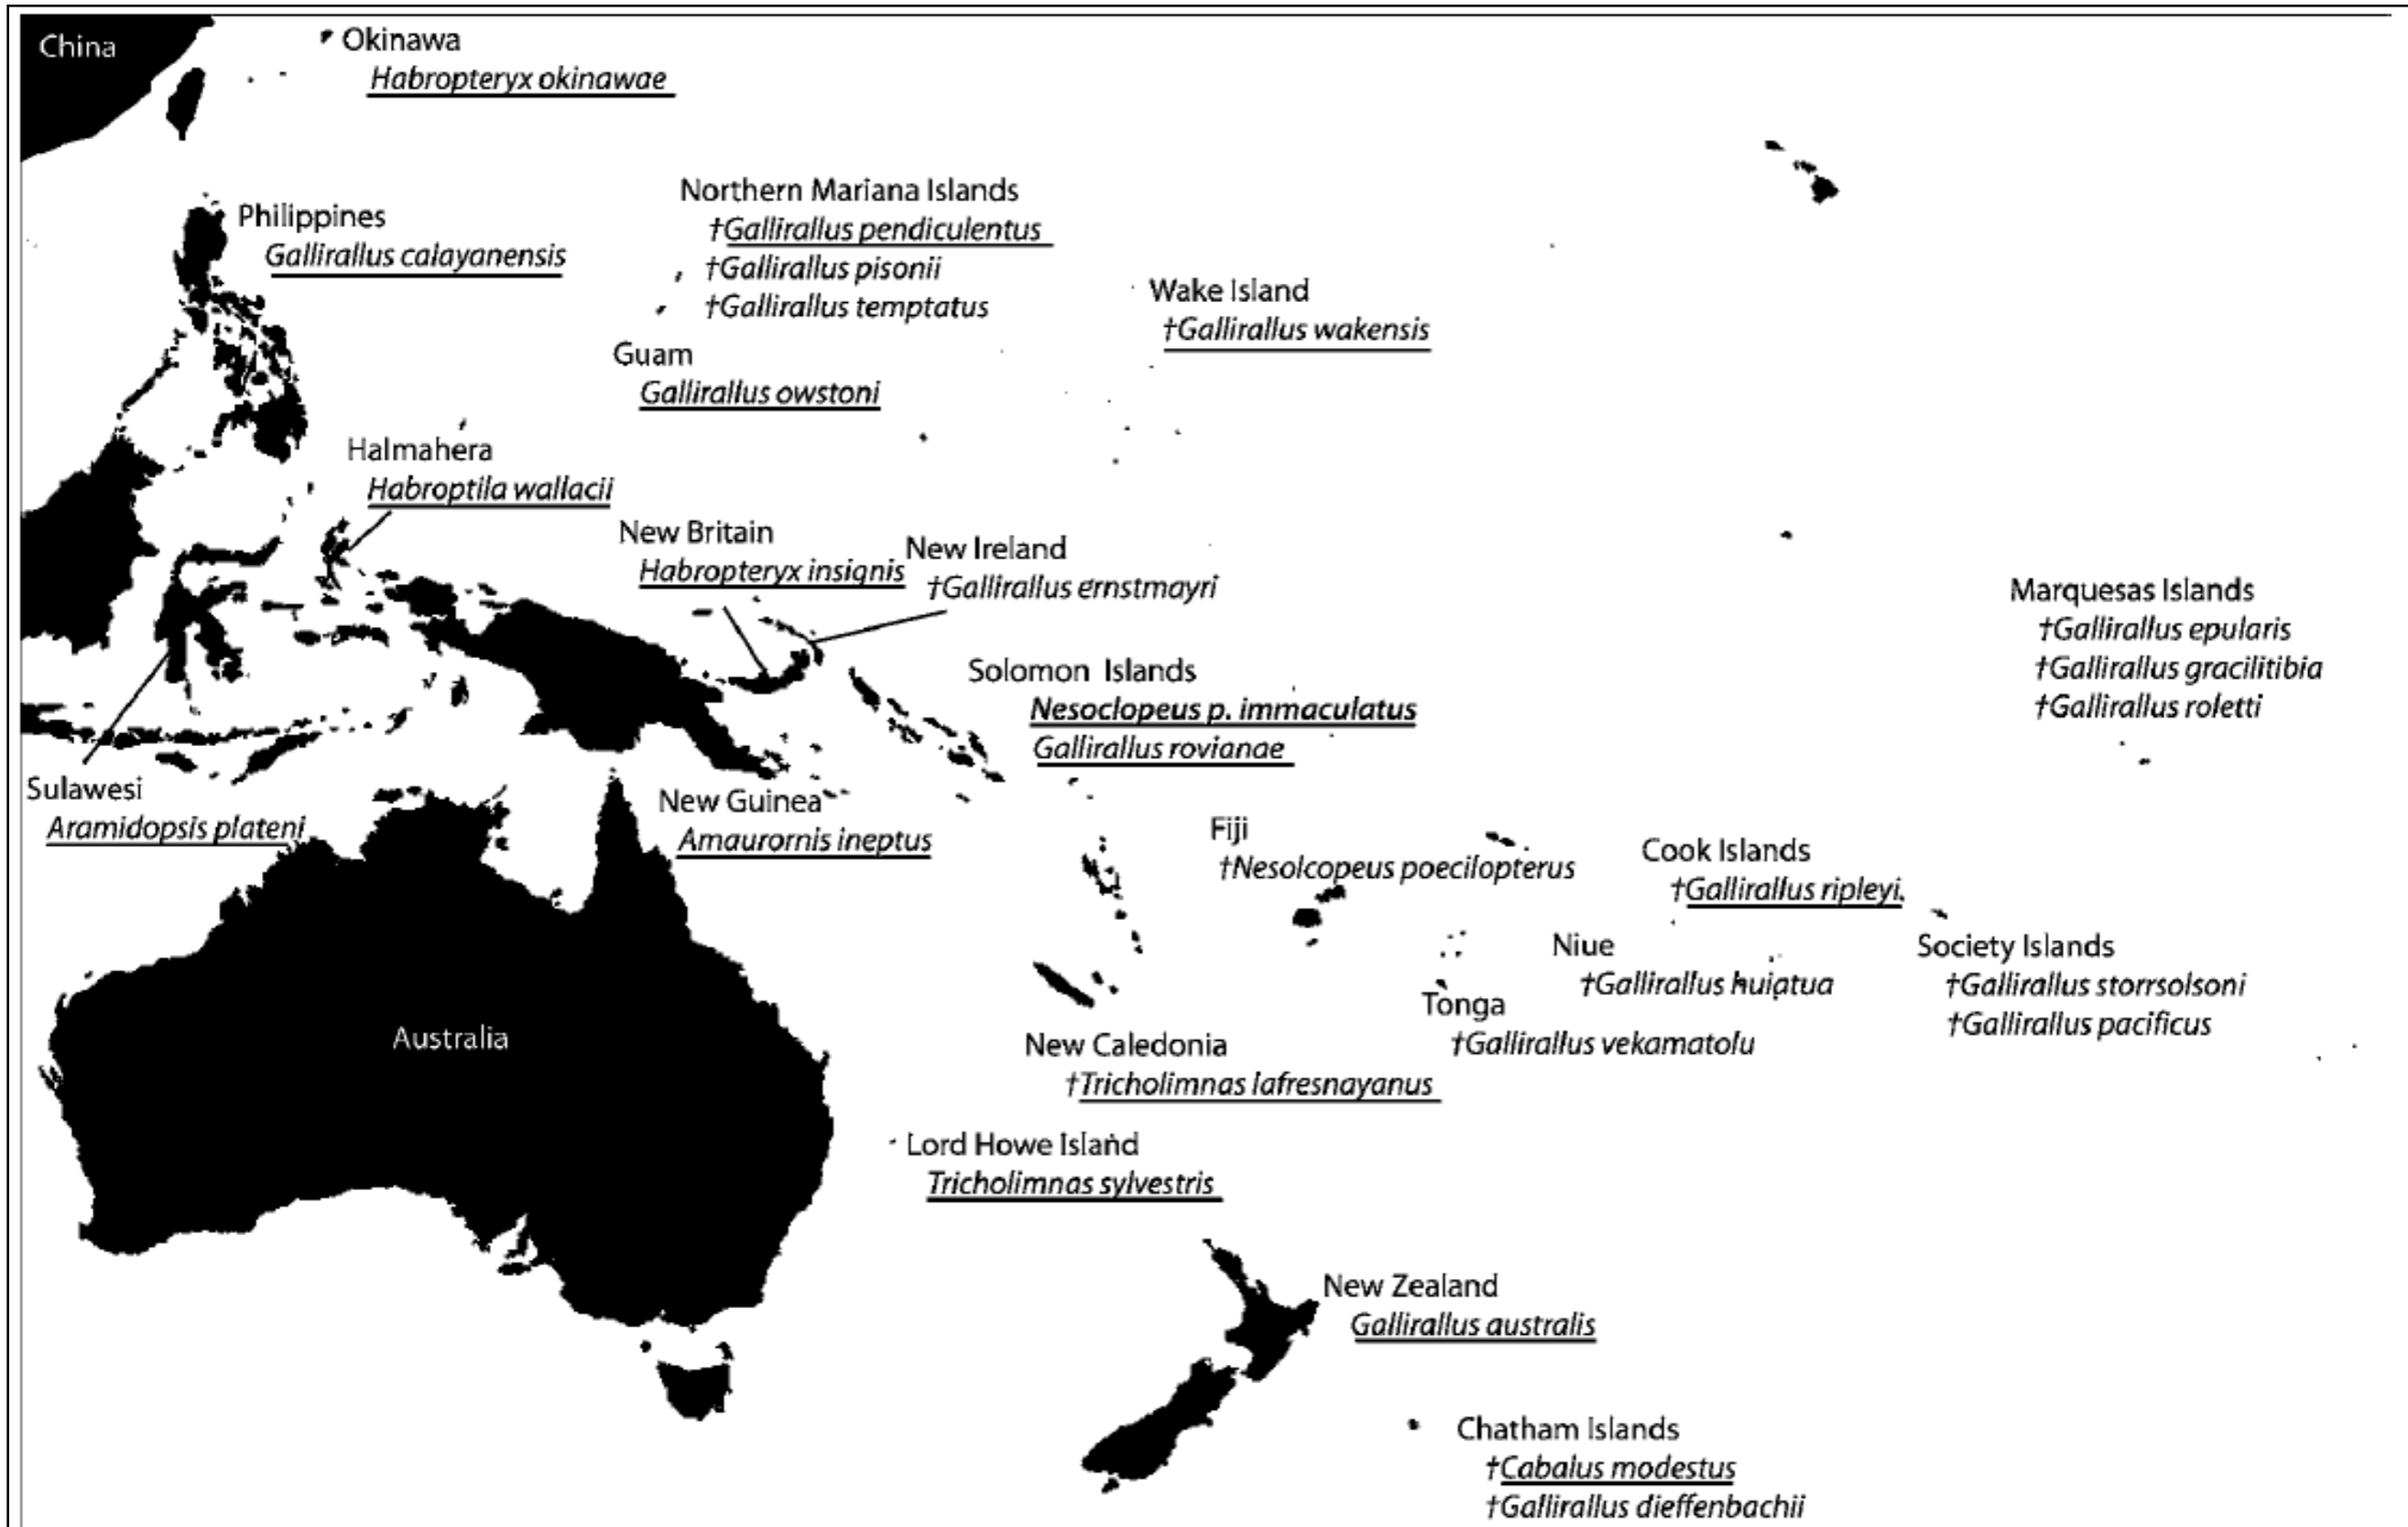 China
Okinawa
Habropteryx okinawae
Philippines
Gallirallus calayanensis
Northern Mariana Islands
†Gallirallus pendiculentus
†Gallirallus pisonii
†Gallirallus temptatus
Wake Island
†Gallirallus wakensis
Guam
Gallirallus owstoni
Halmahera
Habroptila wallacii
New Britain
Habropteryx insignis
New Ireland
†Gallirallus ernstmayri
Marquesas Islands
†Gallirallus epularis
†Gallirallus gracilitibia
†Gallirallus roletti
Solomon Islands
Nesoclopeus p. immaculatus
Gallirallus rovianae
Sulawesi
Aramidopsis plateni
New Guinea
Amaurornis ineptus
Fiji
†Nesolcopeus poecilopterus
Cook Islands
†Gallirallus ripleyi
Niue
†Gallirallus huiatua
Society Islands
†Gallirallus storrsolsoni
†Gallirallus pacificus
Tonga
†Gallirallus vekamatolu
Australia
New Caledonia
†Tricholimnas lafresnayanus
Lord Howe Island
Tricholimnas sylvestris
New Zealand
Gallirallus australis
Chatham Islands
†Cabalus modestus
†Gallirallus dieffenbachii